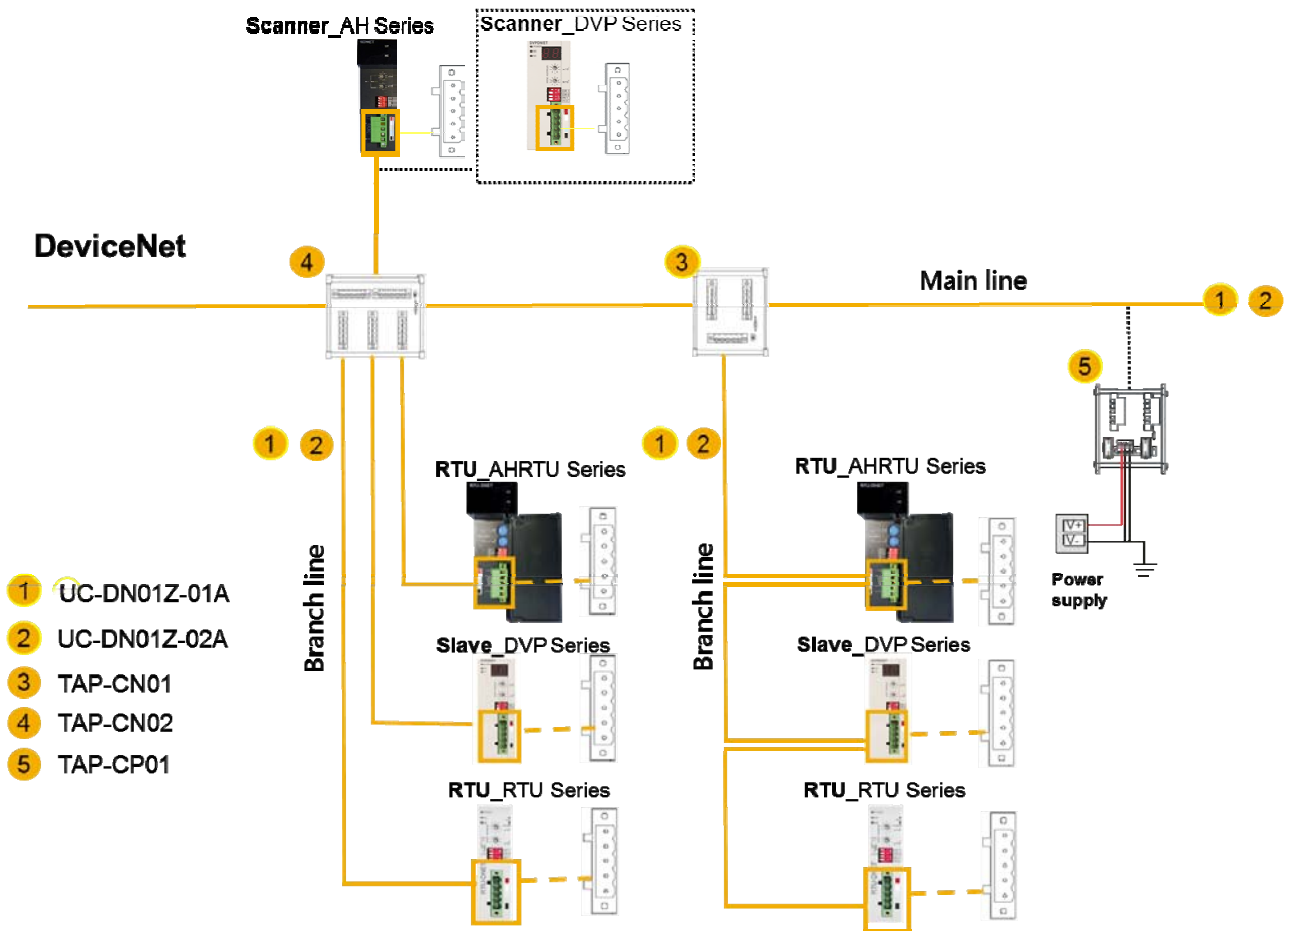 Scanner_AH Series
Scanner_DVP Series
DeviceNet
4
3
Main line
1 2
5
1 2
1 2
RTU_AHRTU Series
RTU_AHRTU Series
V+
V-
Power
supply
Branch line
Branch line
Slave_DVP Series
Slave_DVP Series
RTU_RTU Series
RTU_RTU Series
1 UC-DN01Z-01A
2 UC-DN01Z-02A
3 TAP-CN01
4 TAP-CN02
5 TAP-CP01